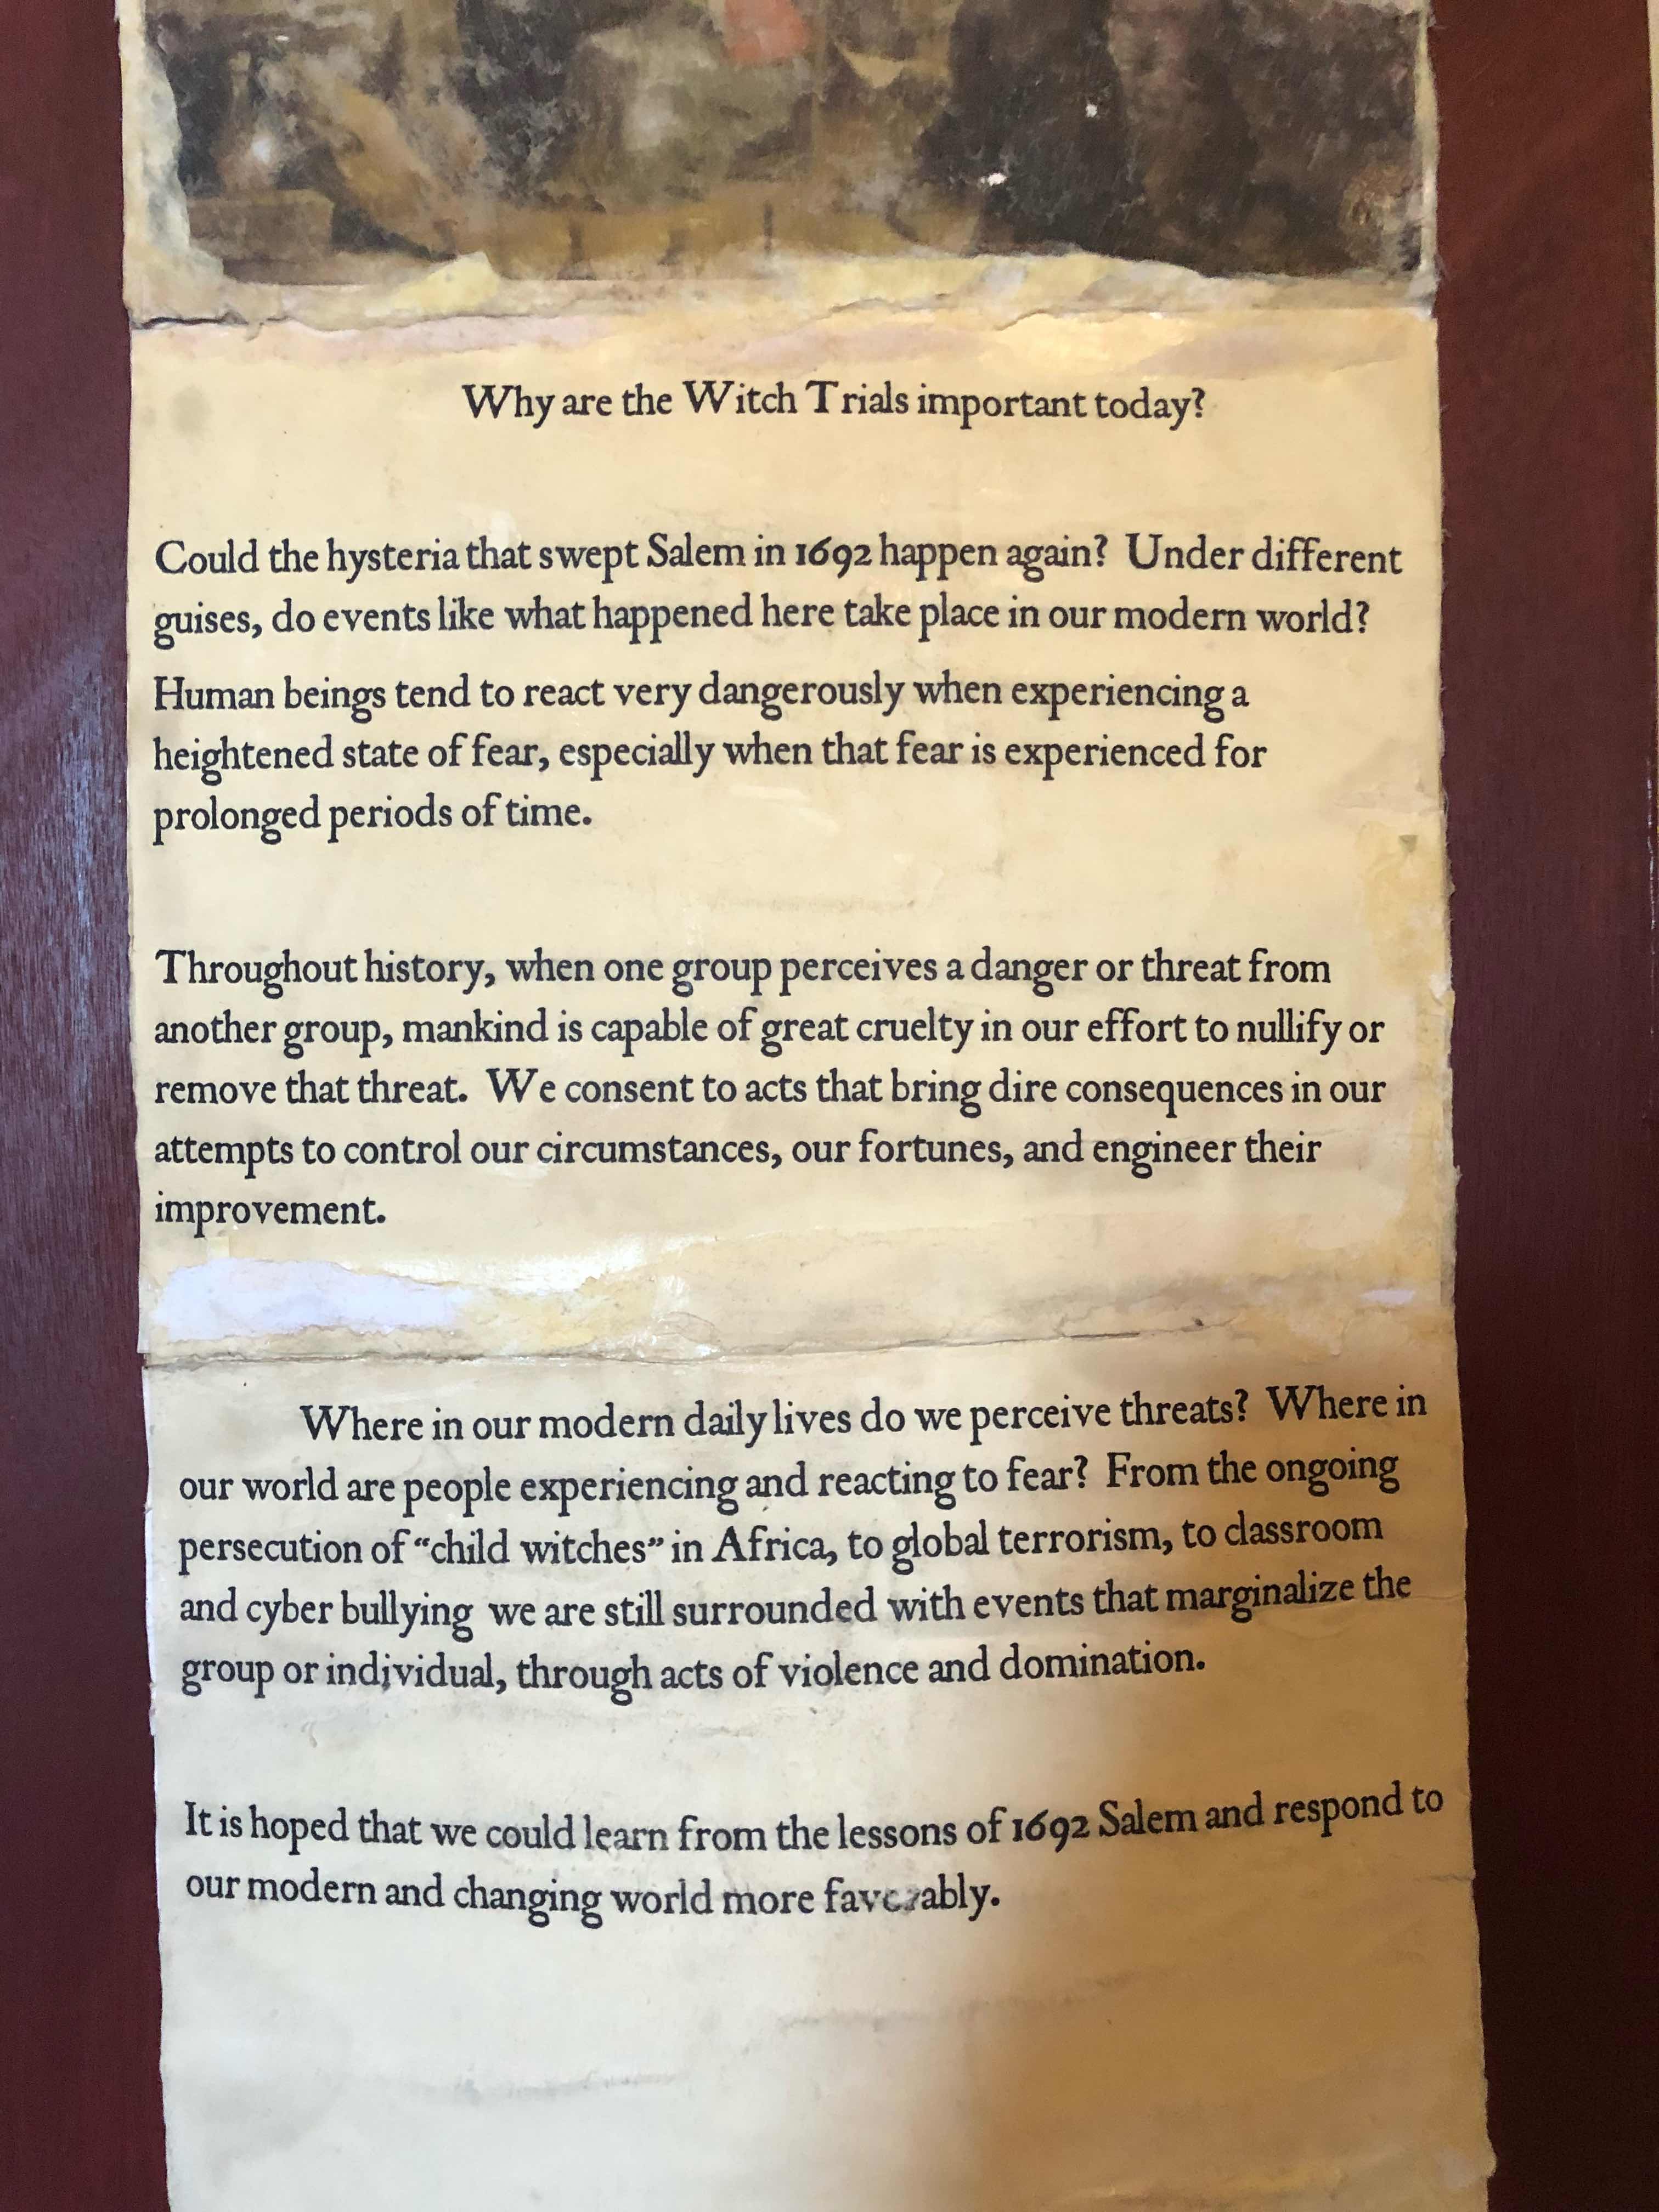 Why are the Witch Trials important today?
Could the hysteria that swept Salem in 1692 happen again? Under different
guises, do events like what happened here take place in our modern world?
Human beings tend to react very dangerously when experiencing a
heightened state of fear, especially when that fear is experienced for
prolonged periods of time.
Throughout history, when one group perceives a danger or threat from
another group, mankind is capable of great cruelty in our effort to nullify or
remove that threat. We consent to acts that bring dire consequences in our
attempts to control our circumstances, our fortunes, and engineer their
improvement.
Where in our modern daily lives do we perceive threats? Where in
our world are people experiencing and reacting to fear? From the ongoing
persecution of “child witches” in Africa, to global terrorism, to classroom
and cyber bullying we are still surrounded with events that marginalize the
group or individual, through acts of violence and domination.
It is hoped that we could learn from the lessons of 1692 Salem and respond to
our modern and changing world more favorably.